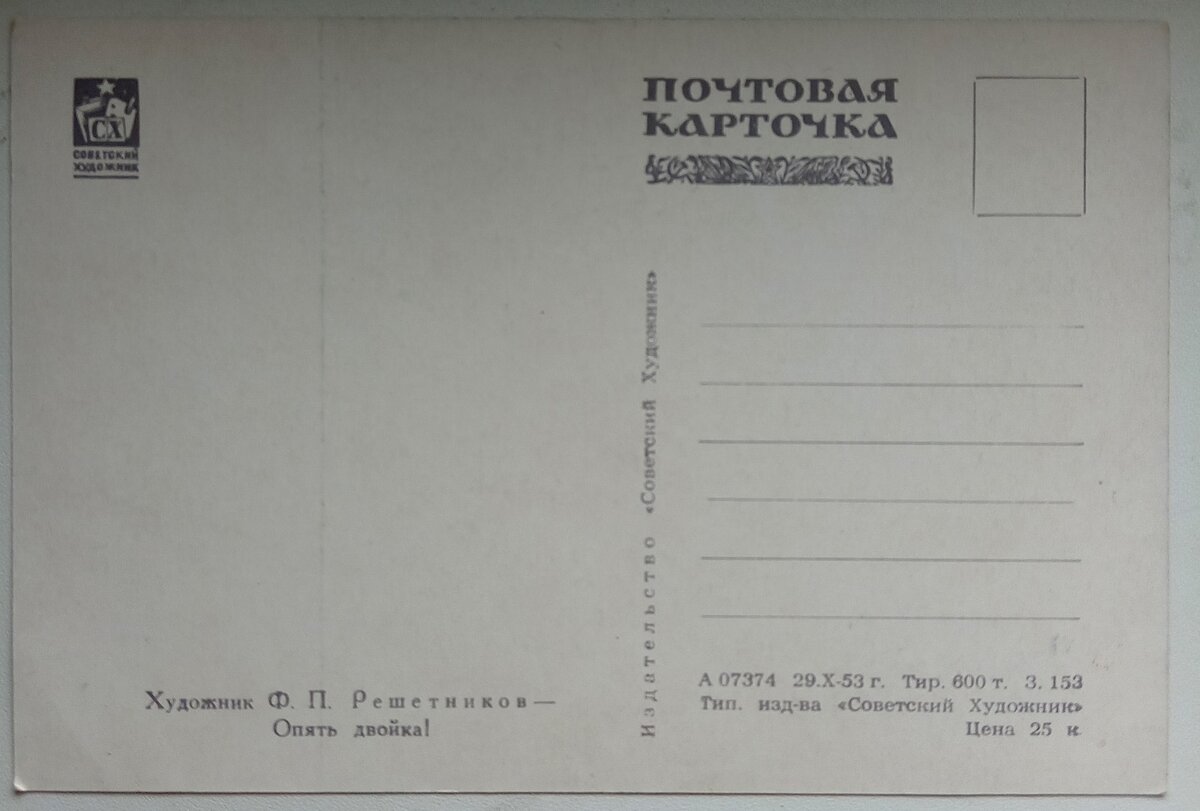 СХ
СОВЕТСКИЙ
ХУДОЖНИК
ПОЧТОВАЯ
КАРТОЧКА
Издательство «Советский Художник»
Художник Ф. П. Решетников —
Опять двойка!
А 07374 29.X-53 г. Тир. 600 т. З. 153
Тип. изд-ва «Советский Художник»
Цена 25 к.